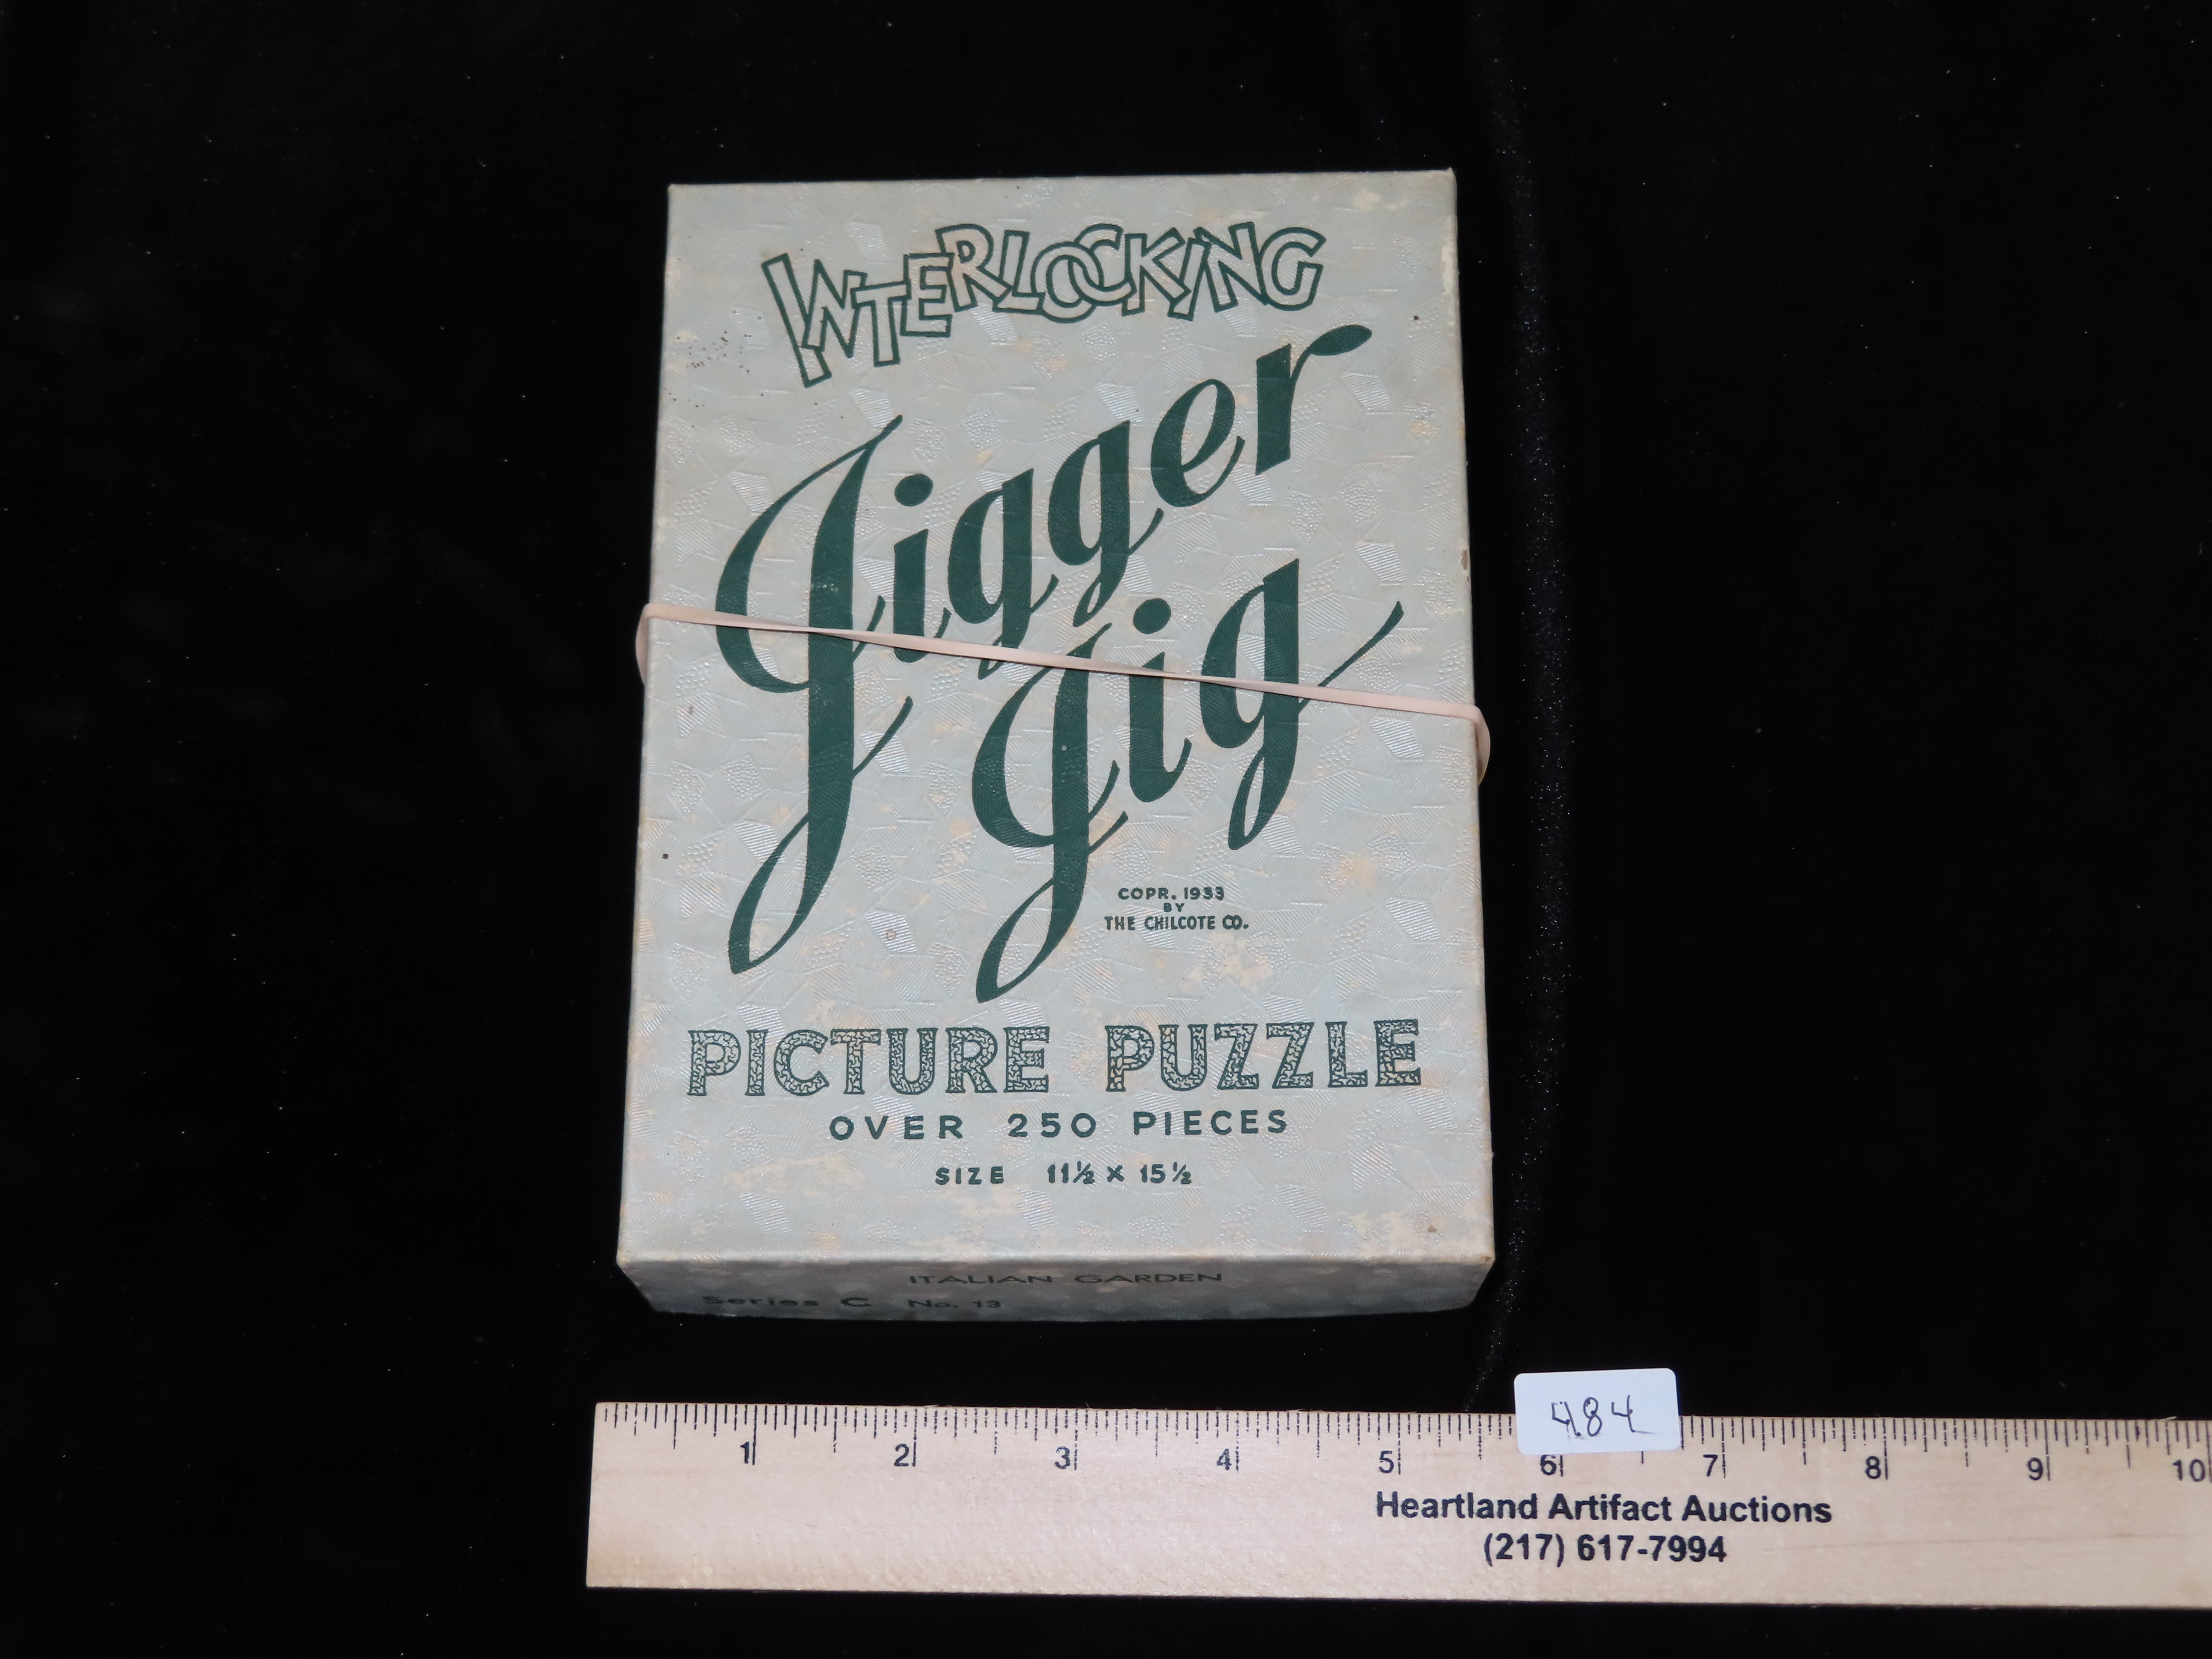 INTERLOCKING
Jigger
Jig
COPR. 1933
BY
THE CHILCOTE CO.
PICTURE PUZZLE
OVER 250 PIECES
SIZE 11½ X 15½
ITALIAN GARDEN
Series C No. 13
484
1 2 3 4 5 6 7 8 9 10
Heartland Artifact Auctions
(217) 617-7994